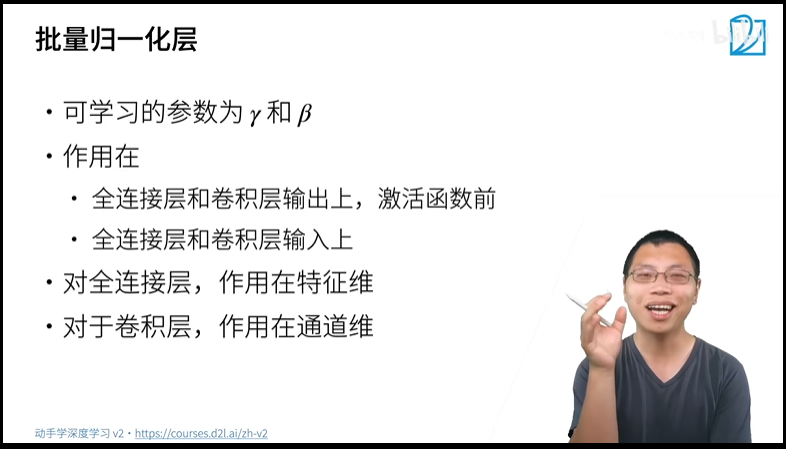 批量归一化层
• 可学习的参数为 γ 和 β
• 作用在
• 全连接层和卷积层输出上，激活函数前
• 全连接层和卷积层输入上
• 对全连接层，作用在特征维
• 对于卷积层，作用在通道维
动手学深度学习 v2 • https://courses.d2l.ai/zh-v2